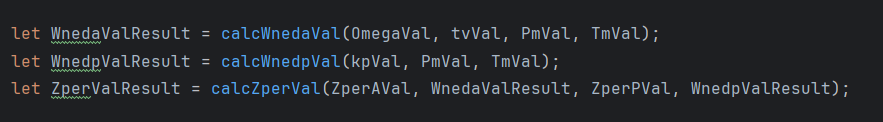 let WnedaValResult = calcWnedaVal(OmegaVal, tvVal, PmVal, TmVal);
let WnedpValResult = calcWnedpVal(kpVal, PmVal, TmVal);
let ZperValResult = calcZperVal(ZperAVal, WnedaValResult, ZperPVal, WnedpValResult);